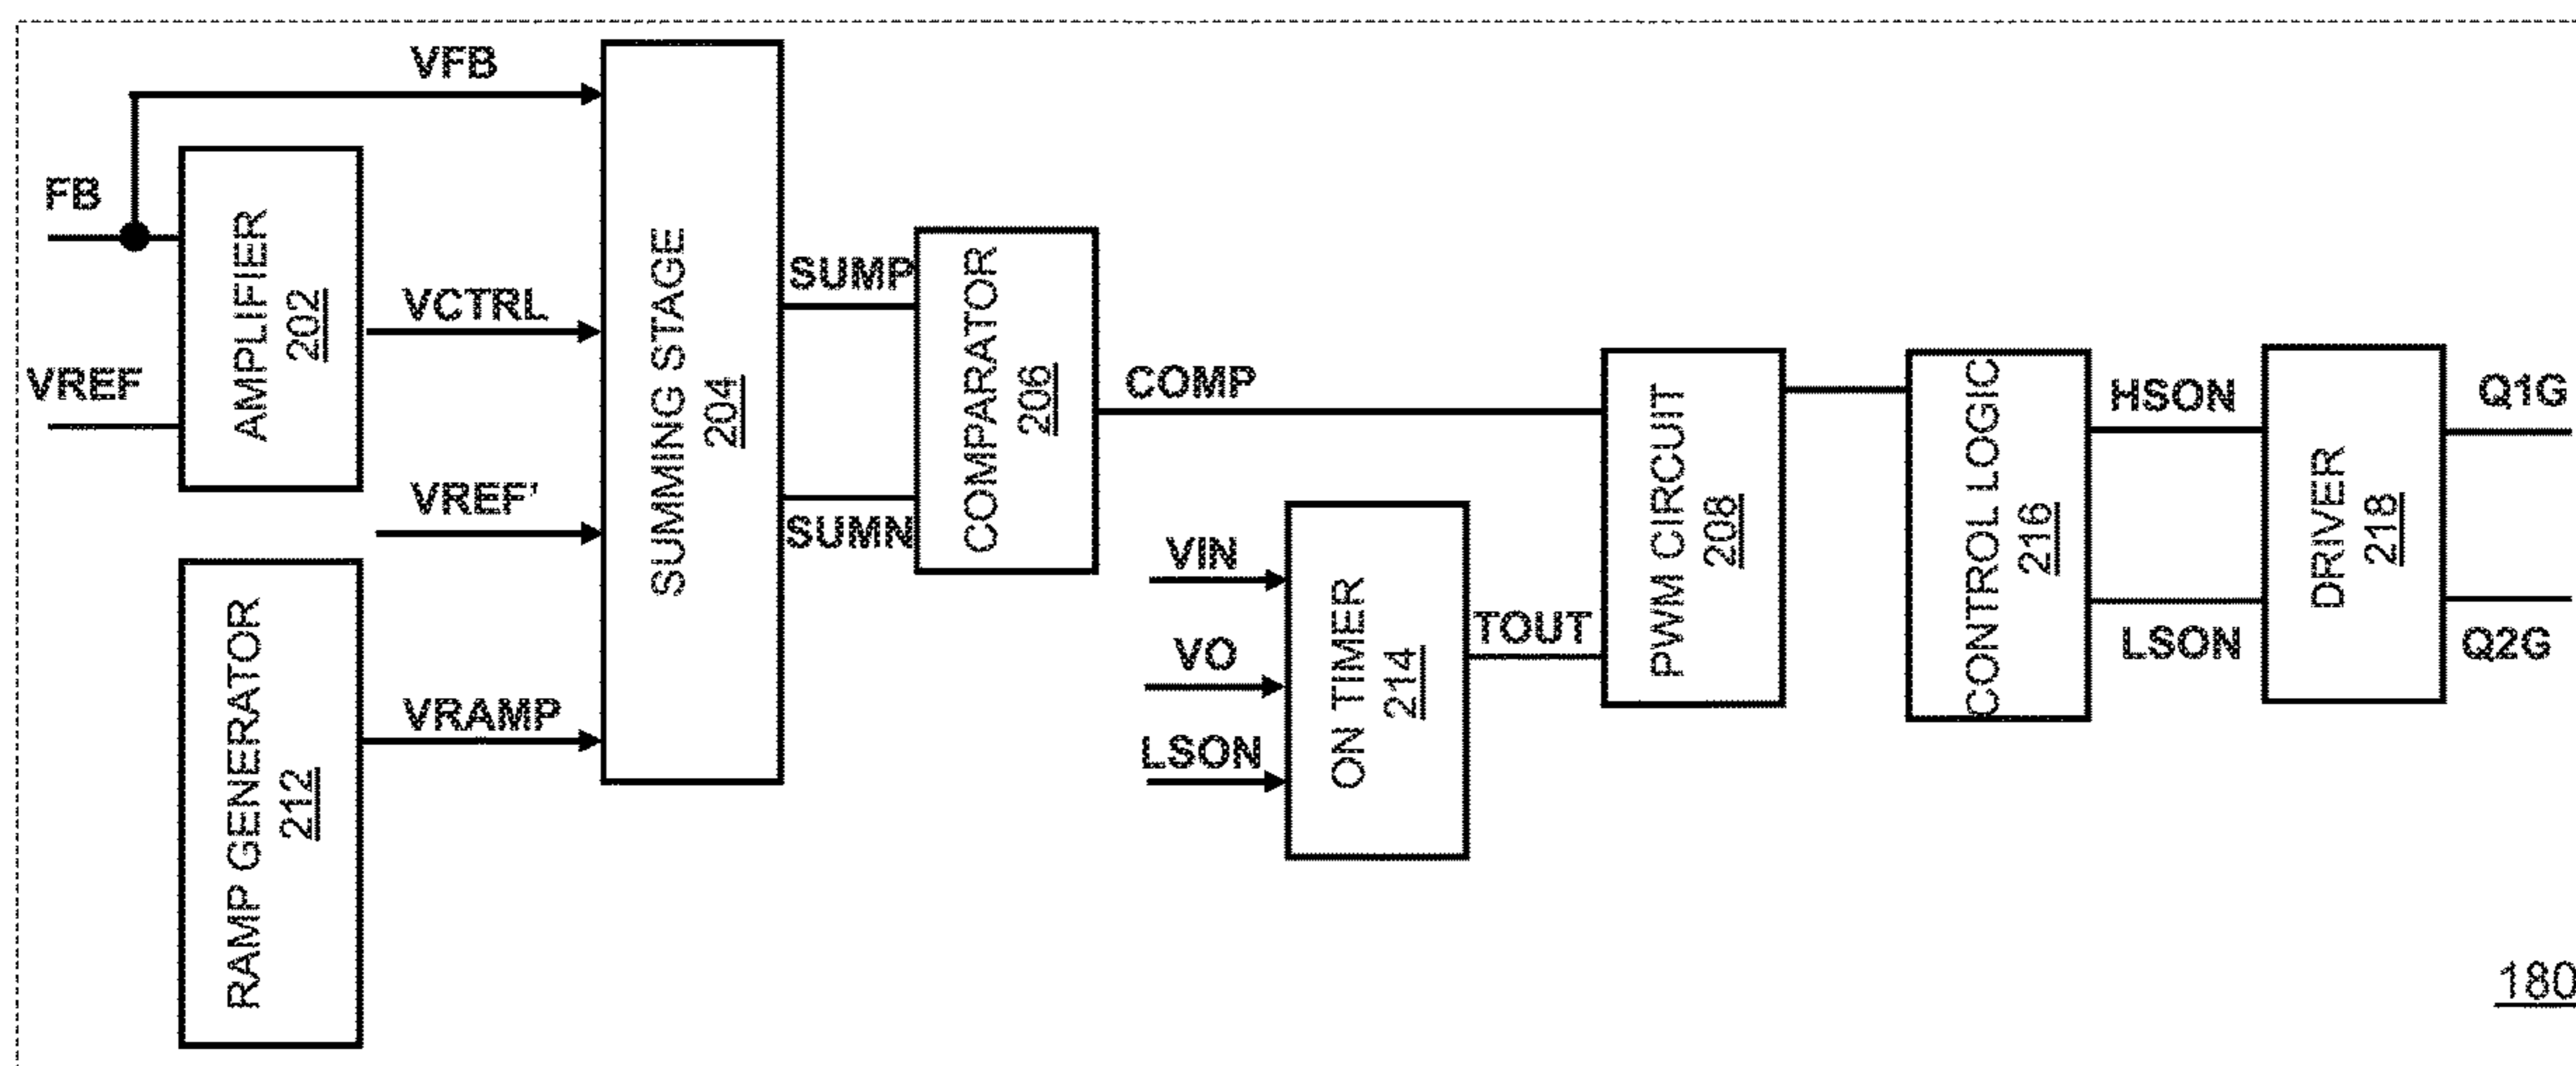 VFB
FB
AMPLIFIER
202
VREF
VCTRL
VREF'
RAMP GENERATOR
212
VRAMP
SUMMING STAGE
204
SUMP
SUMN
COMPARATOR
206
COMP
VIN
VO
LSON
ON TIMER
214
TOUT
PWM CIRCUIT
208
CONTROL LOGIC
216
HSON
LSON
DRIVER
218
Q1G
Q2G
180